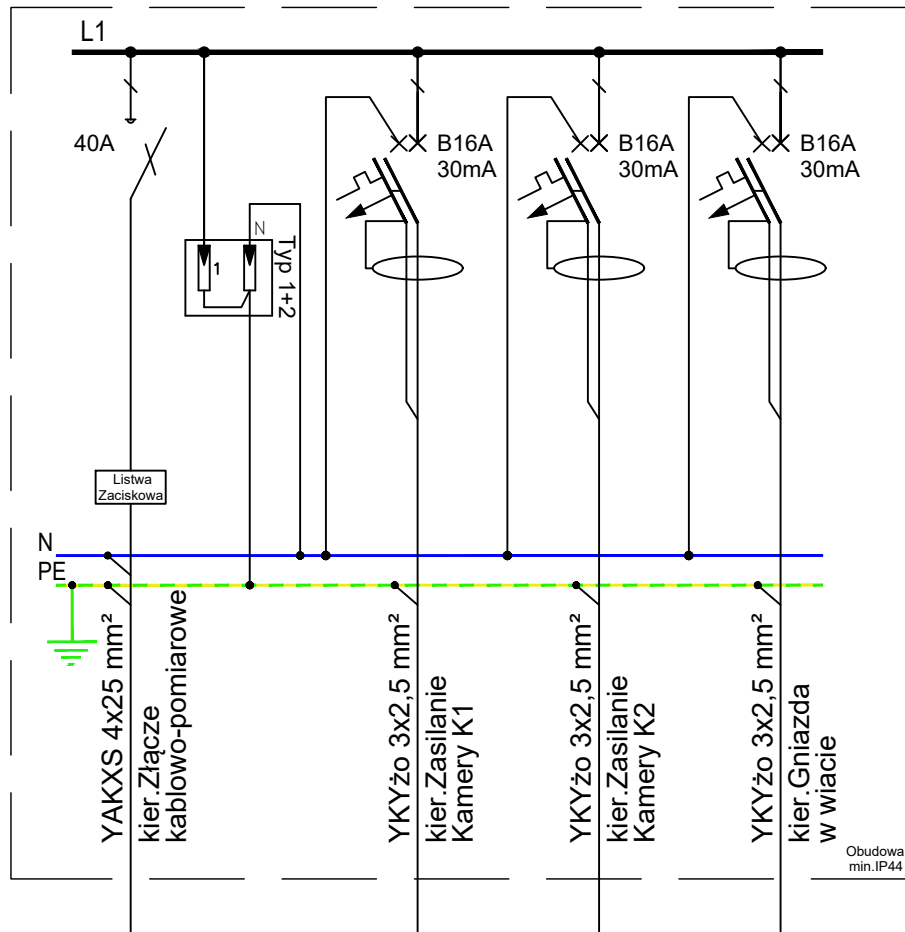 L1
40A
N
1
Typ 1+2
B16A
30mA
B16A
30mA
B16A
30mA
Listwa
Zaciskowa
N
PE
YAKXS 4x25 mm²
kier.Złącze
kablowo-pomiarowe
YKYżo 3x2,5 mm²
kier.Zasilanie
Kamery K1
YKYżo 3x2,5 mm²
kier.Zasilanie
Kamery K2
YKYżo 3x2,5 mm²
kier.Gniazda
w wiacie
Obudowa
min.IP44